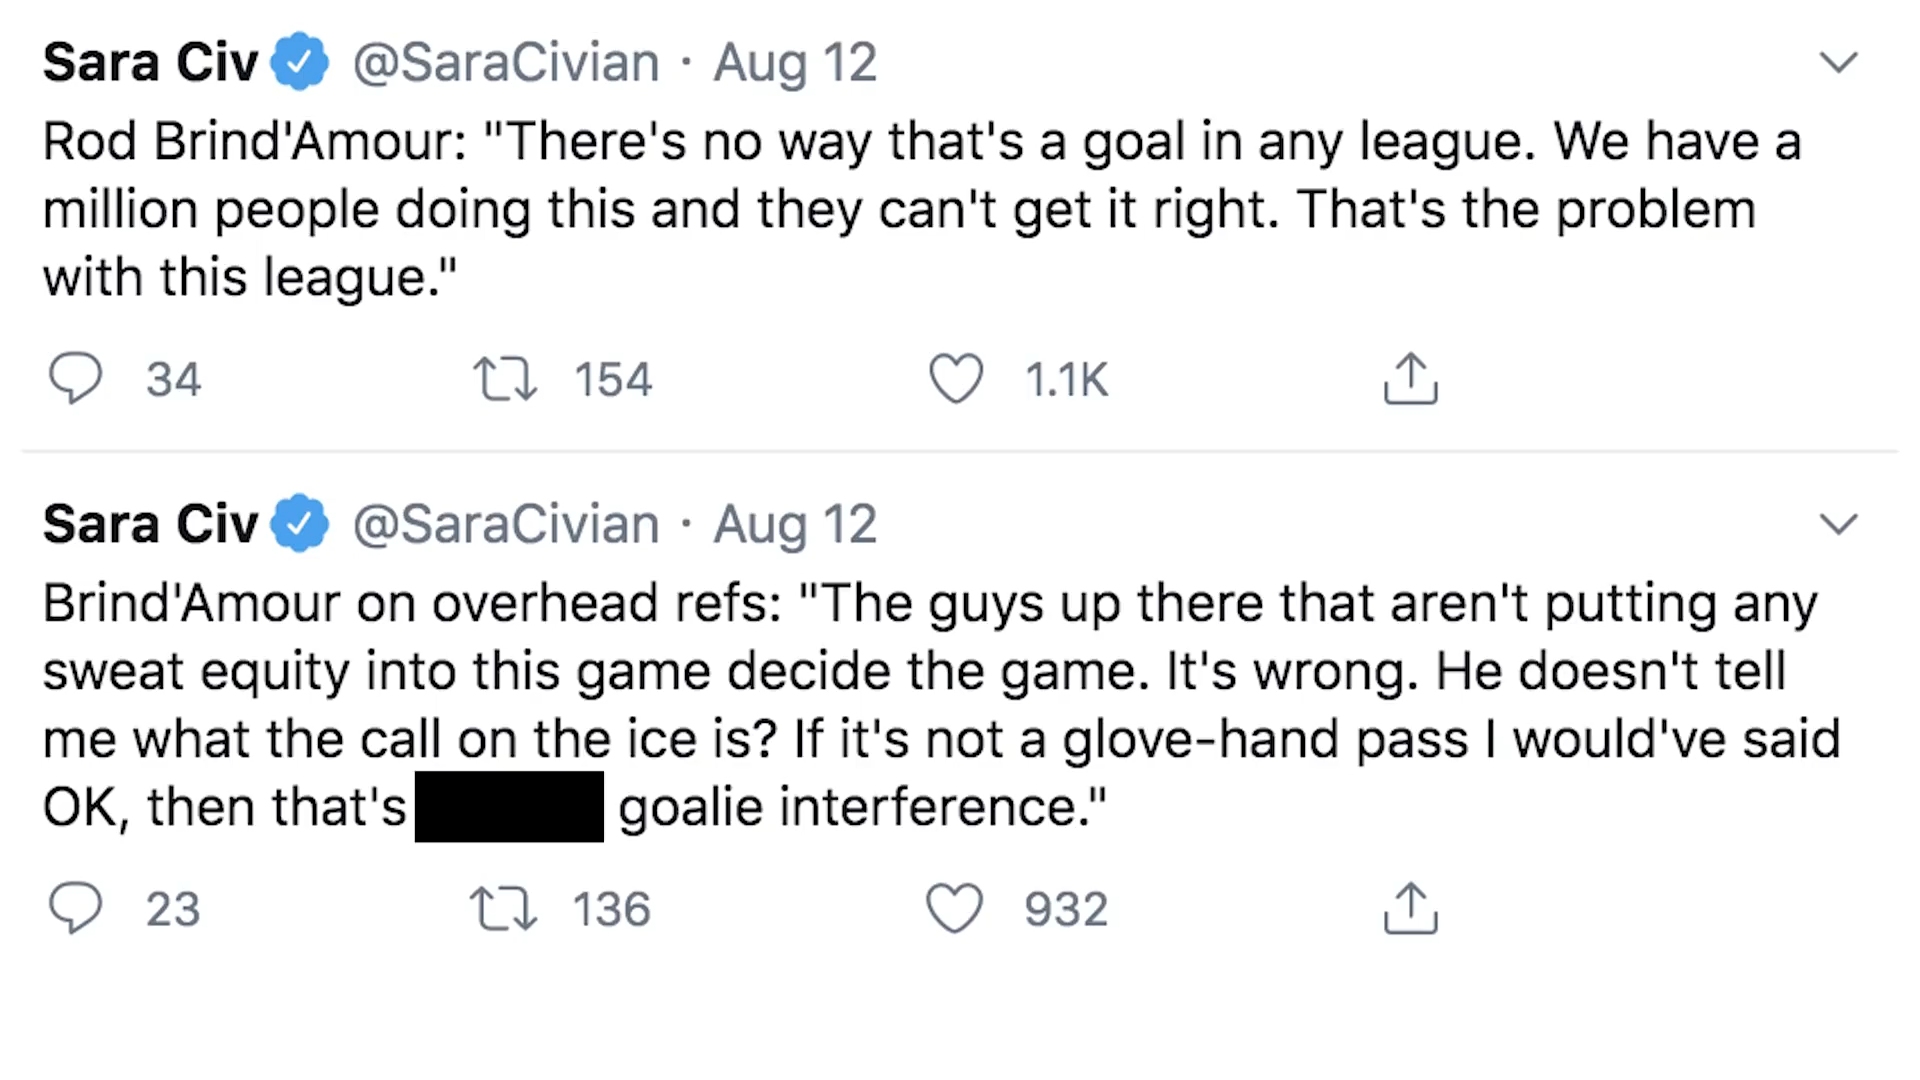 Sara Civ @SaraCivian · Aug 12
Rod Brind'Amour: "There's no way that's a goal in any league. We have a
million people doing this and they can't get it right. That's the problem
with this league."
34 154 1.1K
Sara Civ @SaraCivian · Aug 12
Brind'Amour on overhead refs: "The guys up there that aren't putting any
sweat equity into this game decide the game. It's wrong. He doesn't tell
me what the call on the ice is? If it's not a glove-hand pass I would've said
OK, then that's goalie interference."
23 136 932